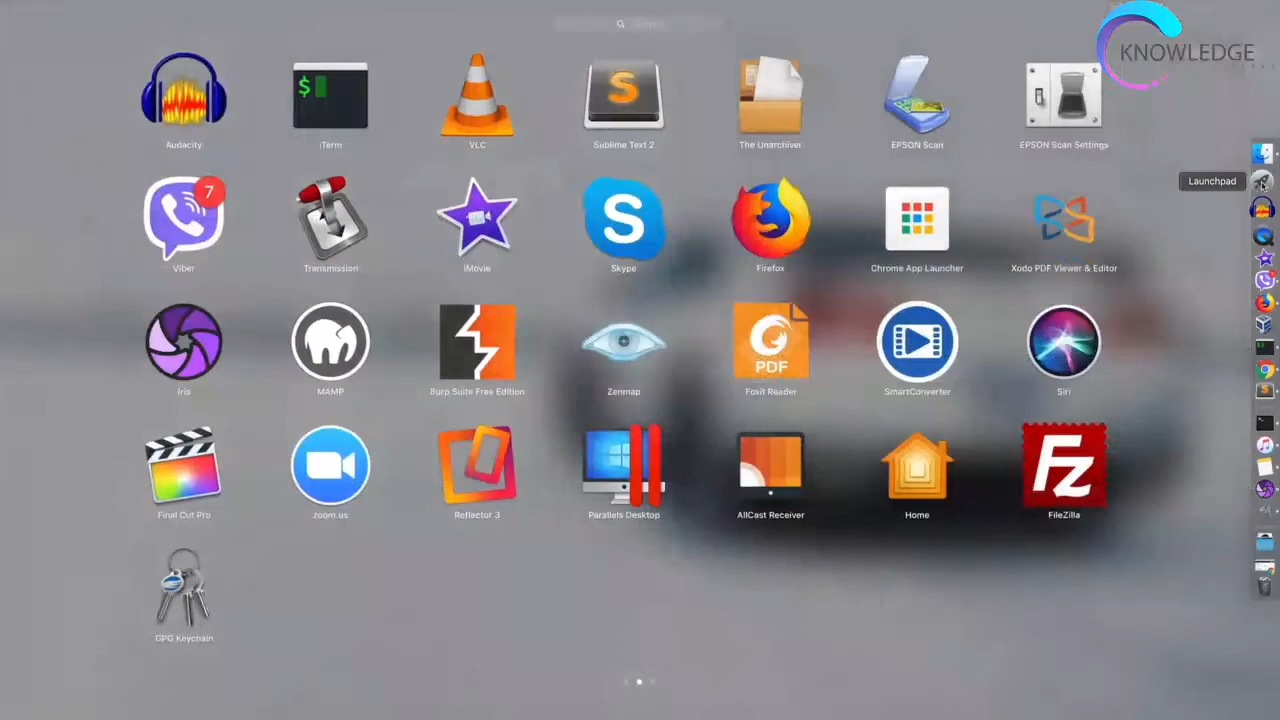 KNOWLEDGE
Audacity
iTerm
VLC
Sublime Text 2
The Unarchiver
EPSON Scan
EPSON Scan Settings
Launchpad
7
Viber
Transmission
iMovie
Skype
Firefox
Chrome App Launcher
Xodo PDF Viewer & Editor
PDF
Iris
MAMP
Burp Suite Free Edition
Zenmap
Foxit Reader
SmartConverter
Siri
Final Cut Pro
zoom.us
Reflector 3
Parallels Desktop
AllCast Receiver
Home
FileZilla
GPG Keychain